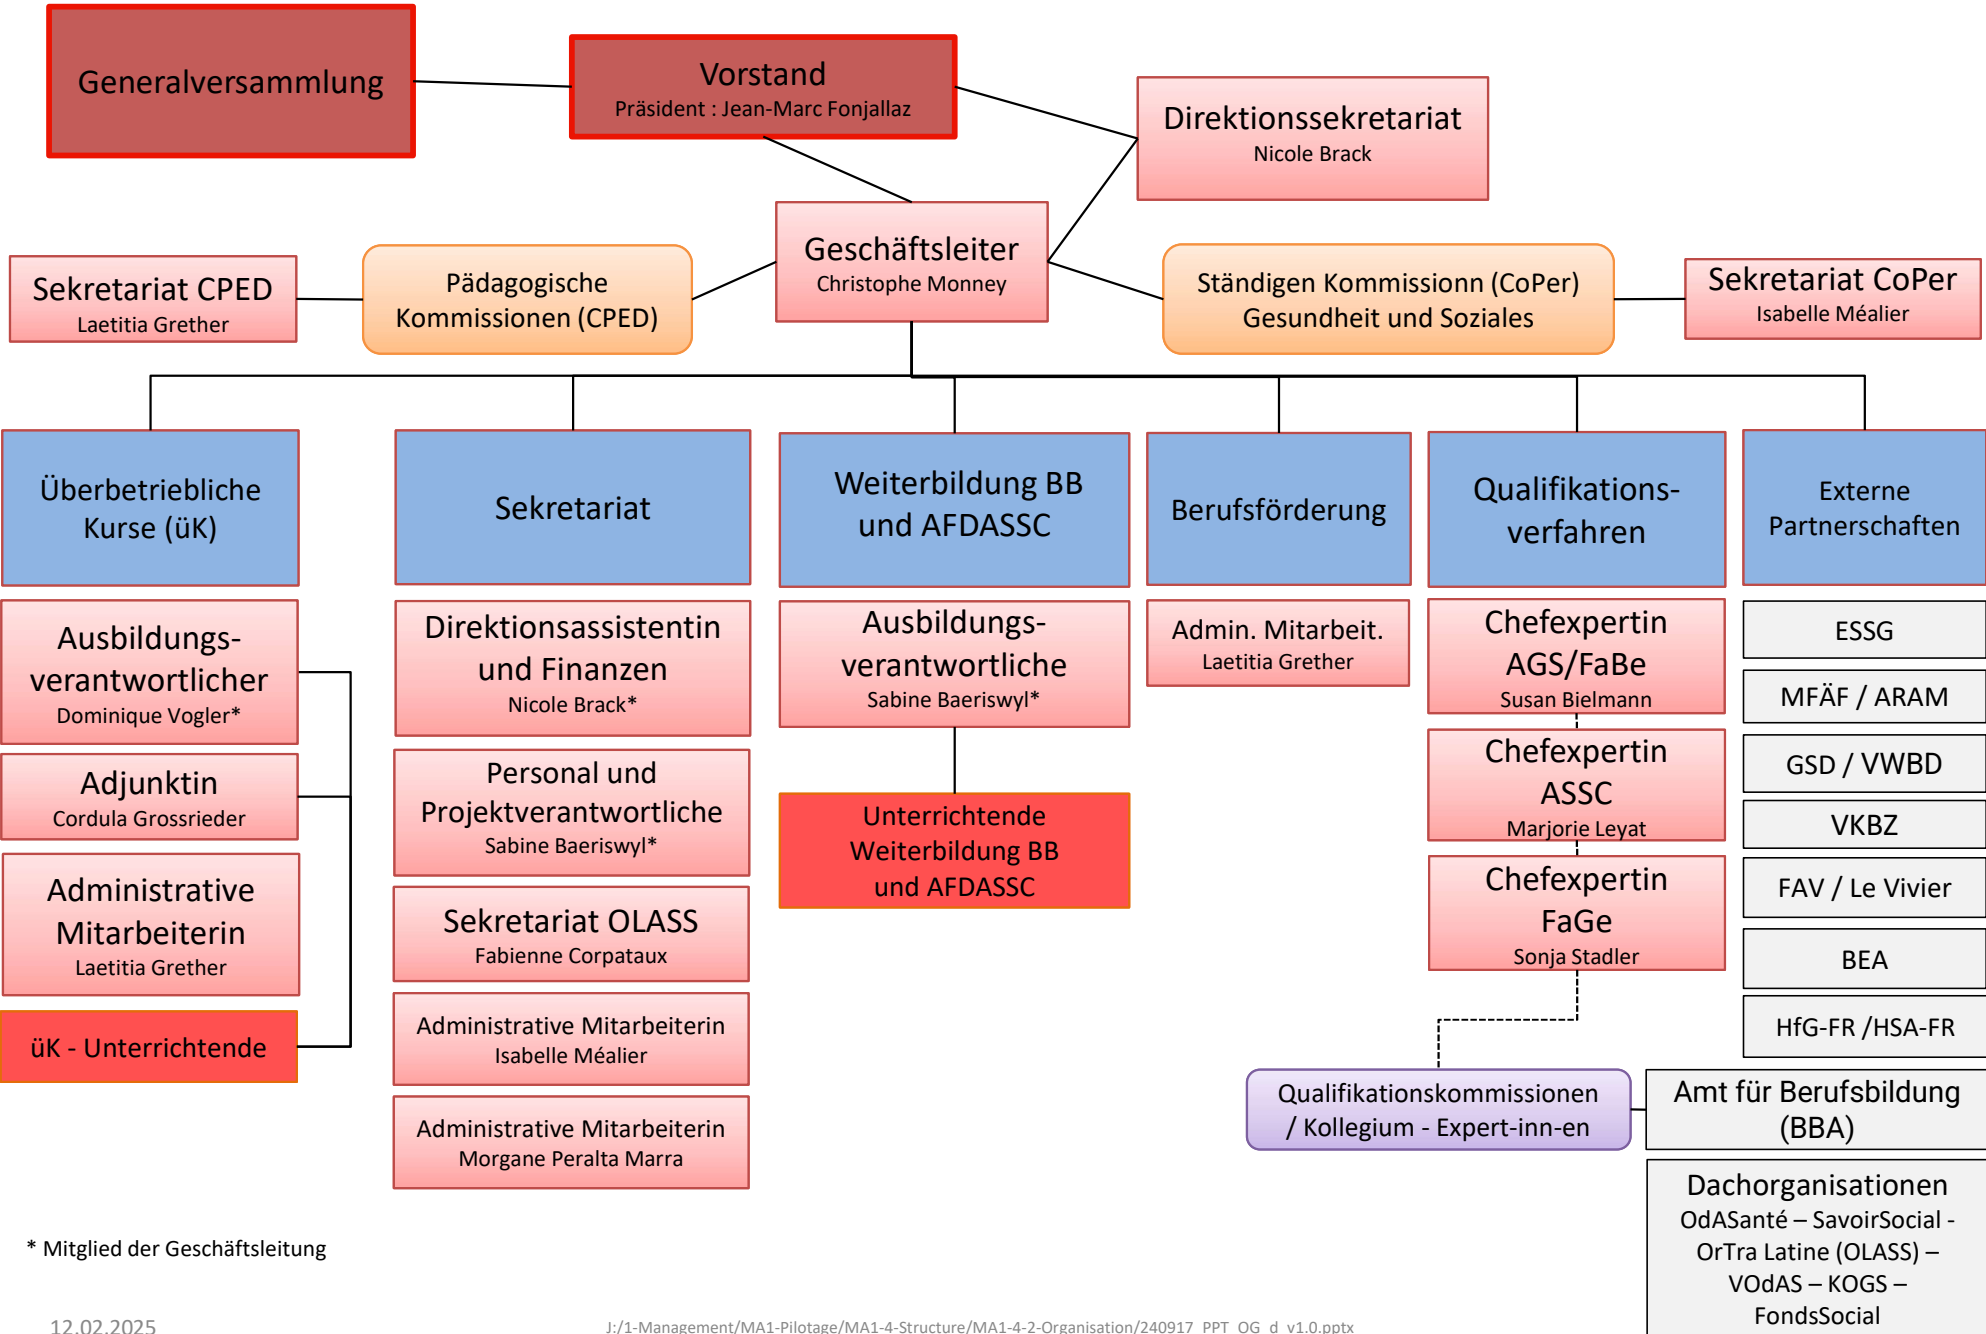 Generalversammlung
Vorstand
Präsident : Jean-Marc Fonjallaz
Direktionssekretariat
Nicole Brack
Geschäftsleiter
Christophe Monney
Sekretariat CPED
Laetitia Grether
Pädagogische
Kommissionen (CPED)
Ständigen Kommissionn (CoPer)
Gesundheit und Soziales
Sekretariat CoPer
Isabelle Méalier
Überbetriebliche
Kurse (üK)
Sekretariat
Weiterbildung BB
und AFDASSC
Berufsförderung
Qualifikations-
verfahren
Externe
Partnerschaften
Ausbildungs-
verantwortlicher
Dominique Vogler*
Adjunktin
Cordula Grossrieder
Administrative
Mitarbeiterin
Laetitia Grether
üK - Unterrichtende
Direktionsassistentin
und Finanzen
Nicole Brack*
Personal und
Projektverantwortliche
Sabine Baeriswyl*
Sekretariat OLASS
Fabienne Corpataux
Administrative Mitarbeiterin
Isabelle Méalier
Administrative Mitarbeiterin
Morgane Peralta Marra
Ausbildungs-
verantwortliche
Sabine Baeriswyl*
Unterrichtende
Weiterbildung BB
und AFDASSC
Admin. Mitarbeit.
Laetitia Grether
Chefexpertin
AGS/FaBe
Susan Bielmann
Chefexpertin
ASSC
Marjorie Leyat
Chefexpertin
FaGe
Sonja Stadler
Qualifikationskommissionen
/ Kollegium - Expert-inn-en
ESSG
MFÄF / ARAM
GSD / VWBD
VKBZ
FAV / Le Vivier
BEA
HfG-FR /HSA-FR
Amt für Berufsbildung
(BBA)
Dachorganisationen
OdASanté – SavoirSocial -
OrTra Latine (OLASS) –
VOdAS – KOGS –
FondsSocial
* Mitglied der Geschäftsleitung
12.02.2025
J:/1-Management/MA1-Pilotage/MA1-4-Structure/MA1-4-2-Organisation/240917_PPT_OG_d_v1.0.pptx